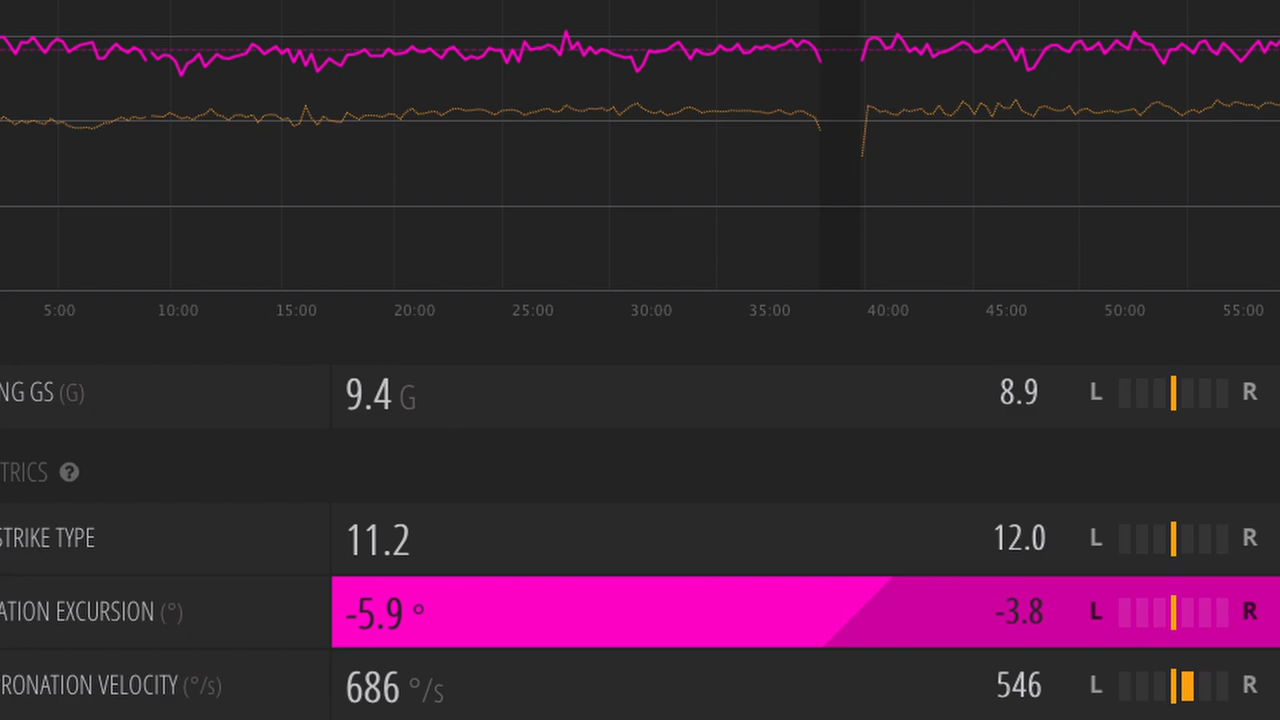 5:00 10:00 15:00 20:00 25:00 30:00 35:00 40:00 45:00 50:00 55:00
NG GS (G) 9.4 G 8.9 L R
TRICS ?
STRIKE TYPE 11.2 12.0 L R
ATION EXCURSION (°) -5.9 ° -3.8 L R
RONATION VELOCITY (°/s) 686 °/s 546 L R